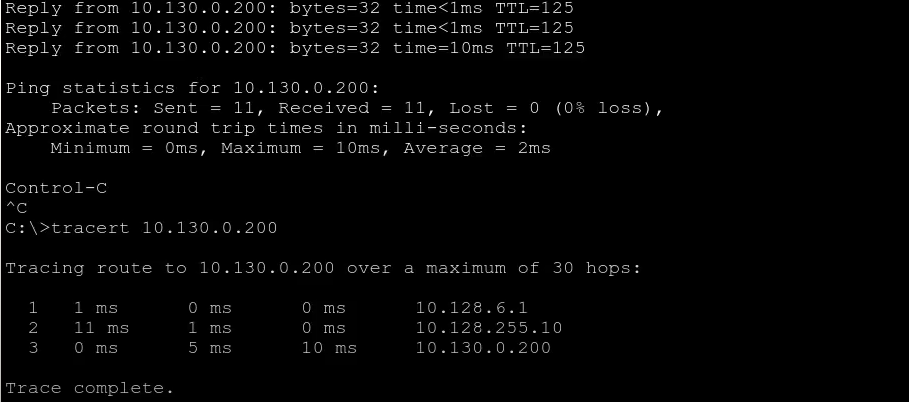 Reply from 10.130.0.200: bytes=32 time<1ms TTL=125
Reply from 10.130.0.200: bytes=32 time<1ms TTL=125
Reply from 10.130.0.200: bytes=32 time=10ms TTL=125

Ping statistics for 10.130.0.200:
    Packets: Sent = 11, Received = 11, Lost = 0 (0% loss),
Approximate round trip times in milli-seconds:
    Minimum = 0ms, Maximum = 10ms, Average = 2ms

Control-C
^C
C:\>tracert 10.130.0.200

Tracing route to 10.130.0.200 over a maximum of 30 hops:

  1   1 ms      0 ms      0 ms      10.128.6.1
  2   11 ms     1 ms      0 ms      10.128.255.10
  3   0 ms      5 ms      10 ms     10.130.0.200

Trace complete.